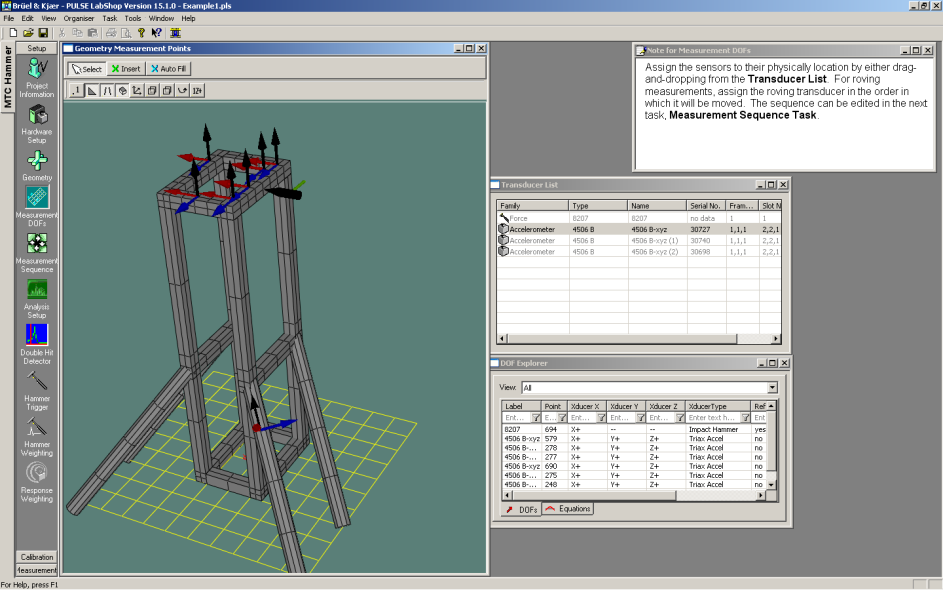 Brüel & Kjær - PULSE LabShop Version 15.1.0 - Example1.pls
File Edit View Organiser Task Tools Window Help
MTC Hammer
Setup
Project
Information
Hardware
Setup
Geometry
Measurement
DOFs
Measurement
Sequence
Analysis
Setup
Double Hit
Detector
Hammer
Trigger
Hammer
Weighting
Response
Weighting
Calibration
Measurement
For Help, press F1
Geometry Measurement Points
Select Insert Auto Fill
Note for Measurement DOFs
Assign the sensors to their physically location by either drag-
and-dropping from the Transducer List. For roving
measurements, assign the roving transducer in the order in
which it will be moved. The sequence can be edited in the next
task, Measurement Sequence Task.
Transducer List
Family Type Name Serial No. Fram... Slot N
Force 8207 8207 no data 1 1
Accelerometer 4506 B 4506 B-xyz 30727 1,1,1 2,2,1
Accelerometer 4506 B 4506 B-xyz (1) 30740 1,1,1 2,2,1
Accelerometer 4506 B 4506 B-xyz (2) 30698 1,1,1 2,2,1
DOF Explorer
View: All
Label Point Xducer X Xducer Y Xducer Z XducerType Ref
Ent... E... Ent... Ent... Ent... Enter text h... Ent
8207 694 X+ -- -- Impact Hammer yes
4506 B-xyz 579 X+ Y+ Z+ Triax Accel no
4506 B-... 278 X+ Y+ Z+ Triax Accel no
4506 B-... 277 X+ Y+ Z+ Triax Accel no
4506 B-xyz 690 X+ Y+ Z+ Triax Accel no
4506 B-... 275 X+ Y+ Z+ Triax Accel no
4506 B-... 248 X+ Y+ Z+ Triax Accel no
DOFs Equations